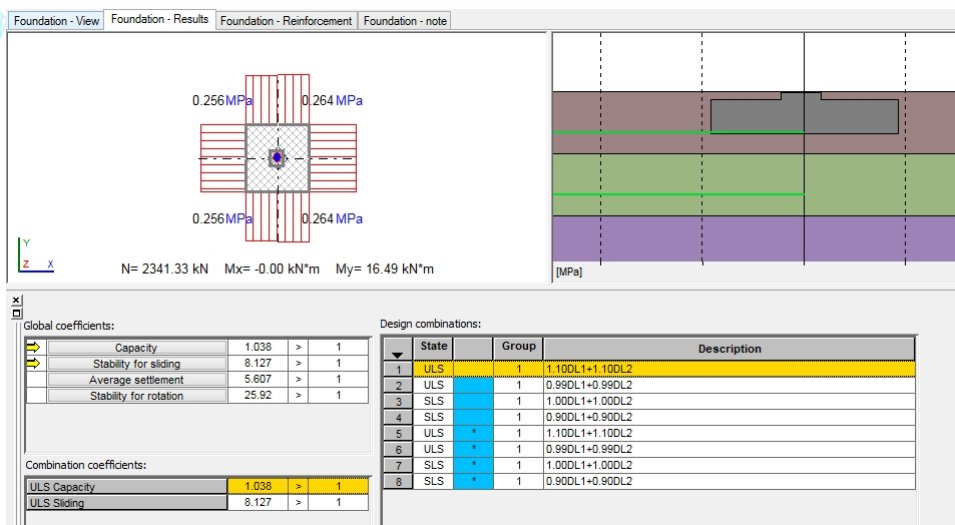 Foundation - View Foundation - Results Foundation - Reinforcement Foundation - note
0.256MPa 0.264 MPa
0.256MPa 0.264 MPa
Y
Z X
N= 2341.33 kN Mx= -0.00 kN*m My= 16.49 kN*m
[MPa]
Global coefficients:
Capacity 1.038 > 1
Stability for sliding 8.127 > 1
Average settlement 5.607 > 1
Stability for rotation 25.92 > 1
Combination coefficients:
ULS Capacity 1.038 > 1
ULS Sliding 8.127 > 1
Design combinations:
State Group Description
1 ULS 1 1.10DL1+1.10DL2
2 ULS 1 0.99DL1+0.99DL2
3 SLS 1 1.00DL1+1.00DL2
4 SLS 1 0.90DL1+0.90DL2
5 ULS * 1 1.10DL1+1.10DL2
6 ULS * 1 0.99DL1+0.99DL2
7 SLS * 1 1.00DL1+1.00DL2
8 SLS * 1 0.90DL1+0.90DL2